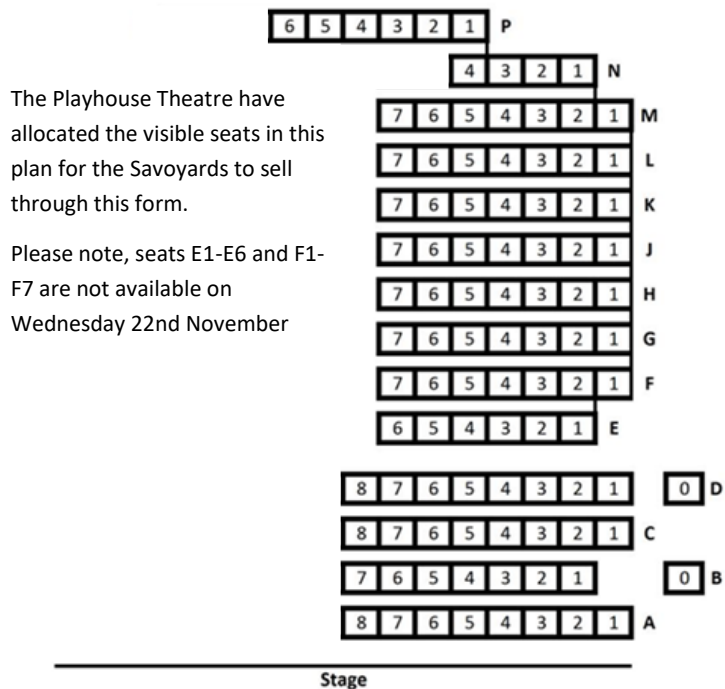 6 5 4 3 2 1 P
4 3 2 1 N
The Playhouse Theatre have
allocated the visible seats in this
plan for the Savoyards to sell
through this form.
Please note, seats E1-E6 and F1-
F7 are not available on
Wednesday 22nd November
7 6 5 4 3 2 1 M
7 6 5 4 3 2 1 L
7 6 5 4 3 2 1 K
7 6 5 4 3 2 1 J
7 6 5 4 3 2 1 H
7 6 5 4 3 2 1 G
7 6 5 4 3 2 1 F
6 5 4 3 2 1 E
8 7 6 5 4 3 2 1 0 D
8 7 6 5 4 3 2 1 C
7 6 5 4 3 2 1 0 B
8 7 6 5 4 3 2 1 A
Stage